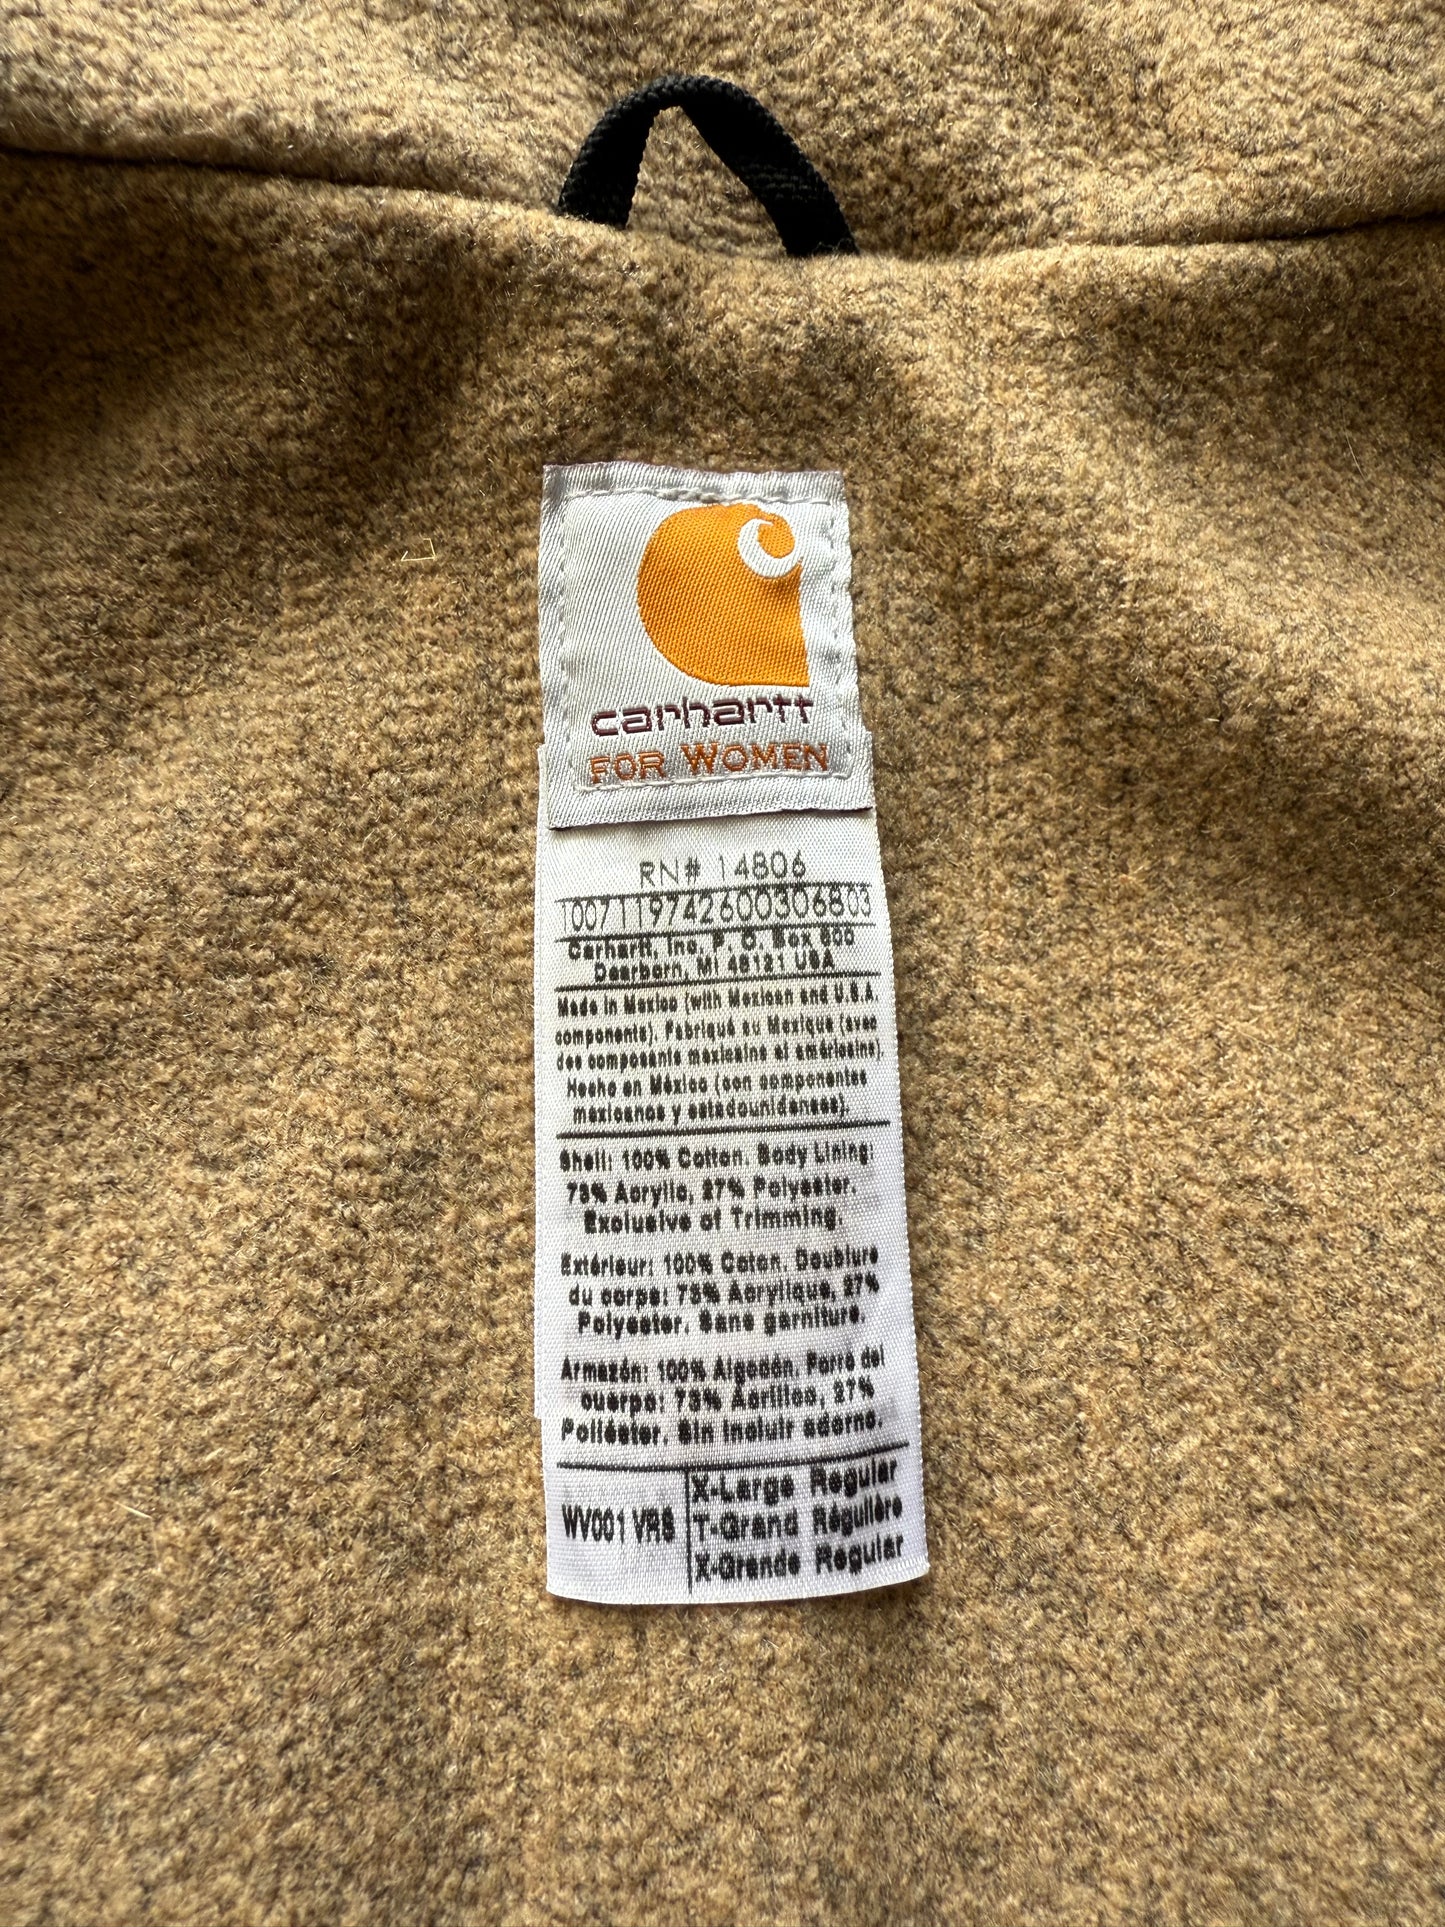 carhartt
FOR WOMEN
RN# 14806
1007119742600306803
Carhartt, Inc. P. O. Box 600
Dearborn, MI 48121 USA
Made in Mexico (with Mexican and U.S.A.
components). Fabriqué au Mexique (avec
des composants mexicains et américains).
Hecho en México (con componentes
mexicanos y estadounidenses).
Shell: 100% Cotton. Body Lining:
73% Acrylic, 27% Polyester.
Exclusive of Trimming.
Extérieur: 100% Coton. Doublure
du corps: 73% Acrylique, 27%
Polyester. Sans garniture.
Armazón: 100% Algodón. Forro del
cuerpo: 73% Acrílico, 27%
Poliéster. Sin incluir adorno.
WV001 VRS
X-Large Regular
T-Grand Régulière
X-Grande Regular